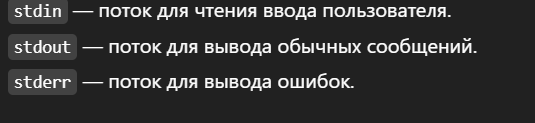 stdin — поток для чтения ввода пользователя.
stdout — поток для вывода обычных сообщений.
stderr — поток для вывода ошибок.